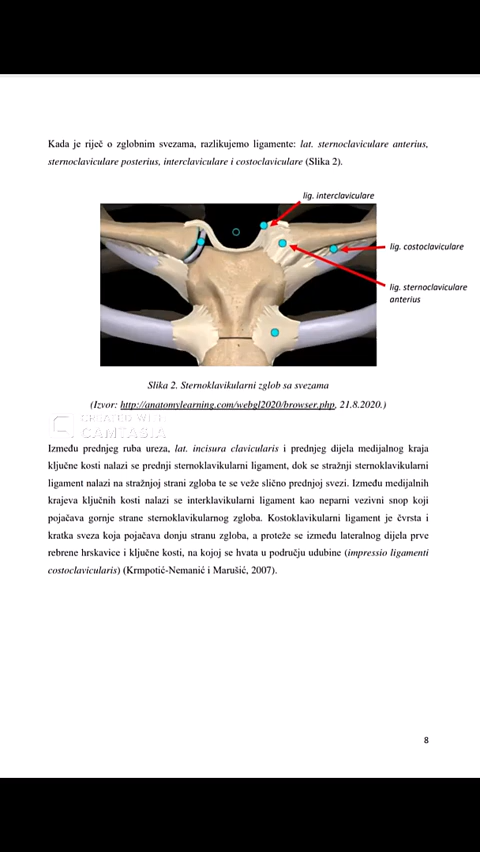 Kada je riječ o zglobnim svezama, razlikujemo ligamente: lat. sternoclaviculare anterius,
sternoclaviculare posterius, interclaviculare i costoclaviculare (Slika 2).
lig. interclaviculare
lig. costoclaviculare
lig. sternoclaviculare
anterius
Slika 2. Sternoklavikularni zglob sa svezama
(Izvor: http://anatomylearning.com/webgl2020/browser.php, 21.8.2020.)
CREATED WITH
CAMTASIA
Između prednjeg ruba ureza, lat. incisura clavicularis i prednjeg dijela medijalnog kraja
ključne kosti nalazi se prednji sternoklavikularni ligament, dok se stražnji sternoklavikularni
ligament nalazi na stražnjoj strani zgloba te se veže slično prednjoj svezi. Između medijalnih
krajeva ključnih kosti nalazi se interklavikularni ligament kao neparni vezivni snop koji
pojačava gornje strane sternoklavikularnog zgloba. Kostoklavikularni ligament je čvrsta i
kratka sveza koja pojačava donju stranu zgloba, a proteže se između lateralnog dijela prve
rebrene hrskavice i ključne kosti, na kojoj se hvata u području udubine (impressio ligamenti
costoclavicularis) (Krmpotić-Nemanić i Marušić, 2007).
8